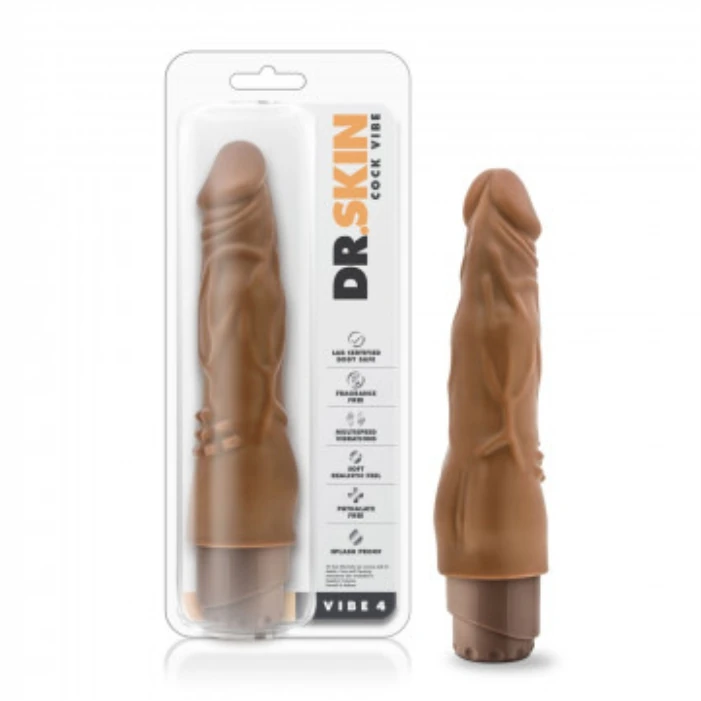 DR.SKIN
COCK VIBE
LAB CERTIFIED
BODY SAFE
FRAGRANCE
FREE
MULTISPEED
VIBRATIONS
SOFT
REALISTIC FEEL
PHTHALATE
FREE
SPLASH PROOF
VIBE 4